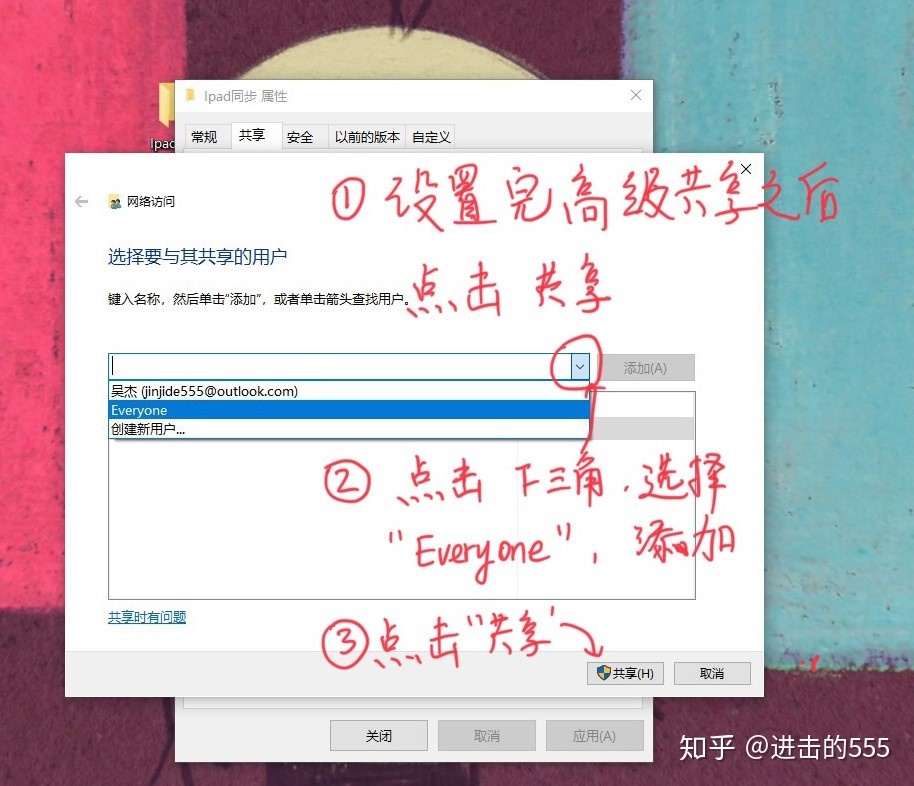 Ipad同步 属性
Ipad
常规 共享 安全 以前的版本 自定义
网络访问
① 设置完高级共享之后
选择要与其共享的用户
点击 共享
键入名称，然后单击"添加"，或者单击箭头查找用户。
添加(A)
吴杰 (jinjide555@outlook.com)
Everyone
创建新用户...
② 点击 下三角，选择
"Everyone"，添加
共享时有问题
③ 点击"共享"
共享(H) 取消
关闭 取消 应用(A)
知乎 @进击的555